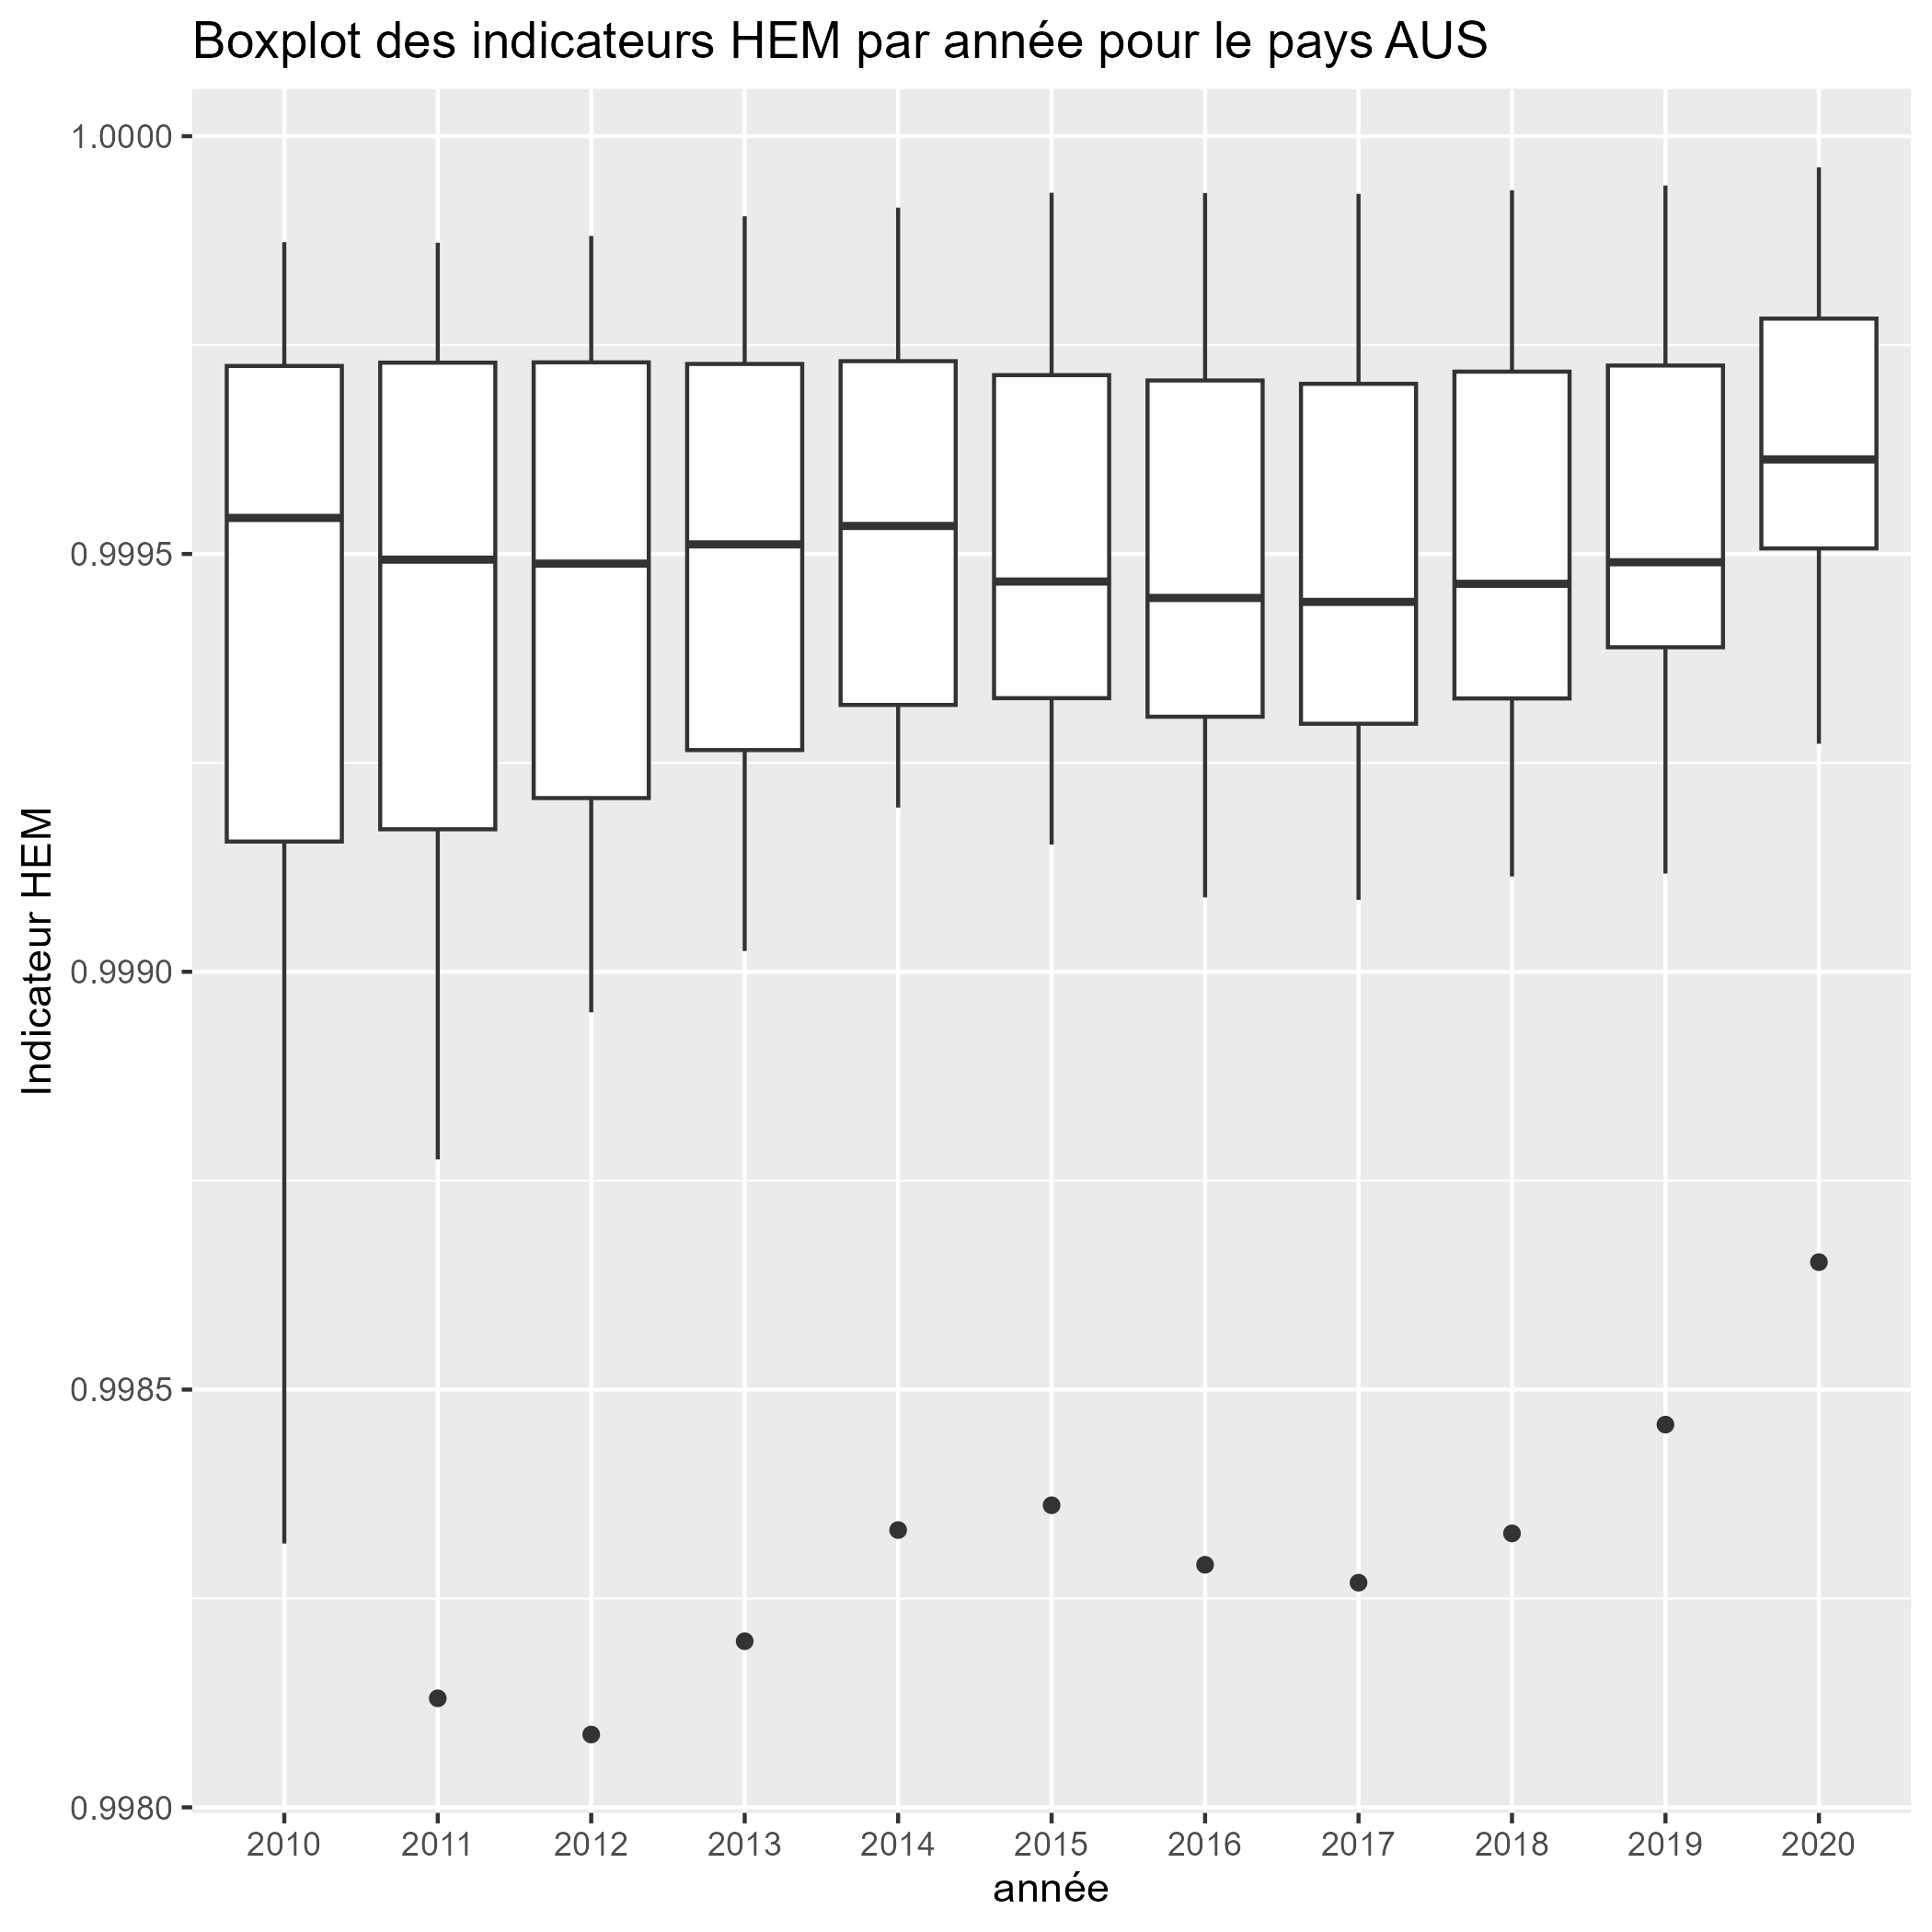 Boxplot des indicateurs HEM par année pour le pays AUS
Indicateur HEM
1.0000
0.9995
0.9990
0.9985
0.9980
2010 2011 2012 2013 2014 2015 2016 2017 2018 2019 2020
année